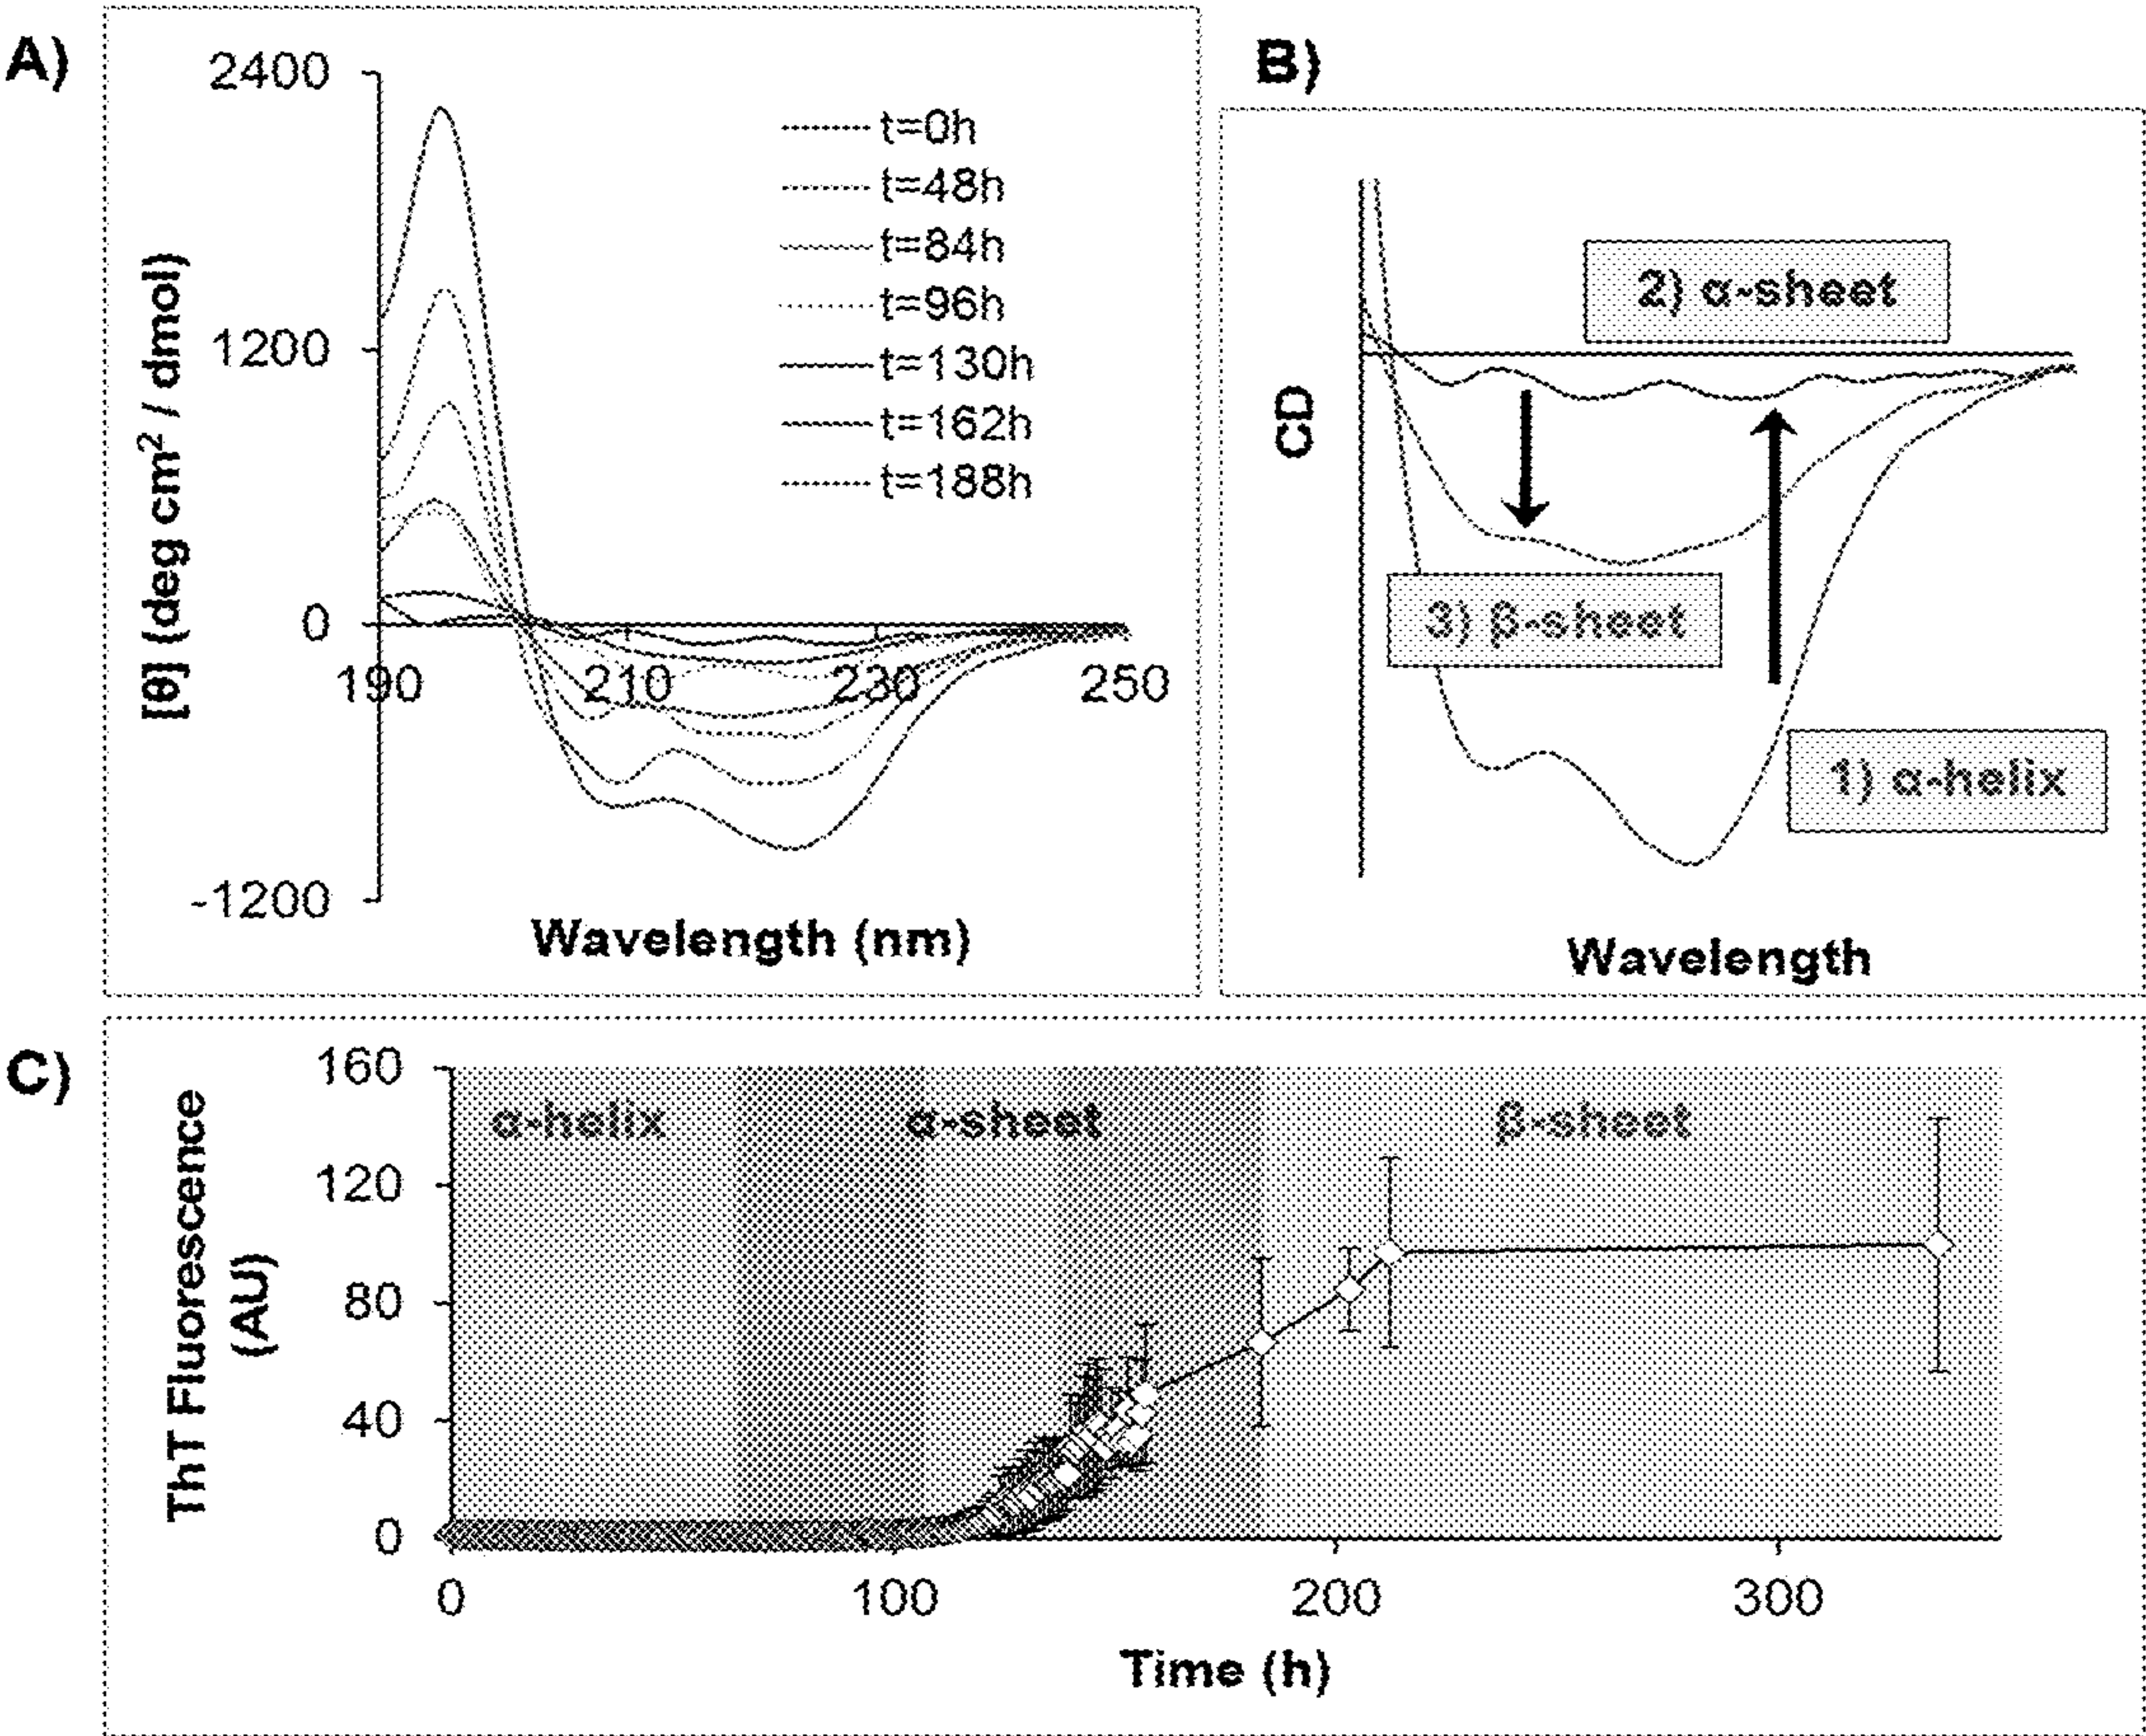 A)
2400
1200
0
-1200
[θ] (deg cm² / dmol)
t=0h
t=48h
t=84h
t=96h
t=130h
t=162h
t=188h
190 210 230 250
Wavelength (nm)
B)
CD
2) α-sheet
3) β-sheet
1) α-helix
Wavelength
C)
ThT Fluorescence
(AU)
160
120
80
40
0
α-helix α-sheet β-sheet
0 100 200 300
Time (h)